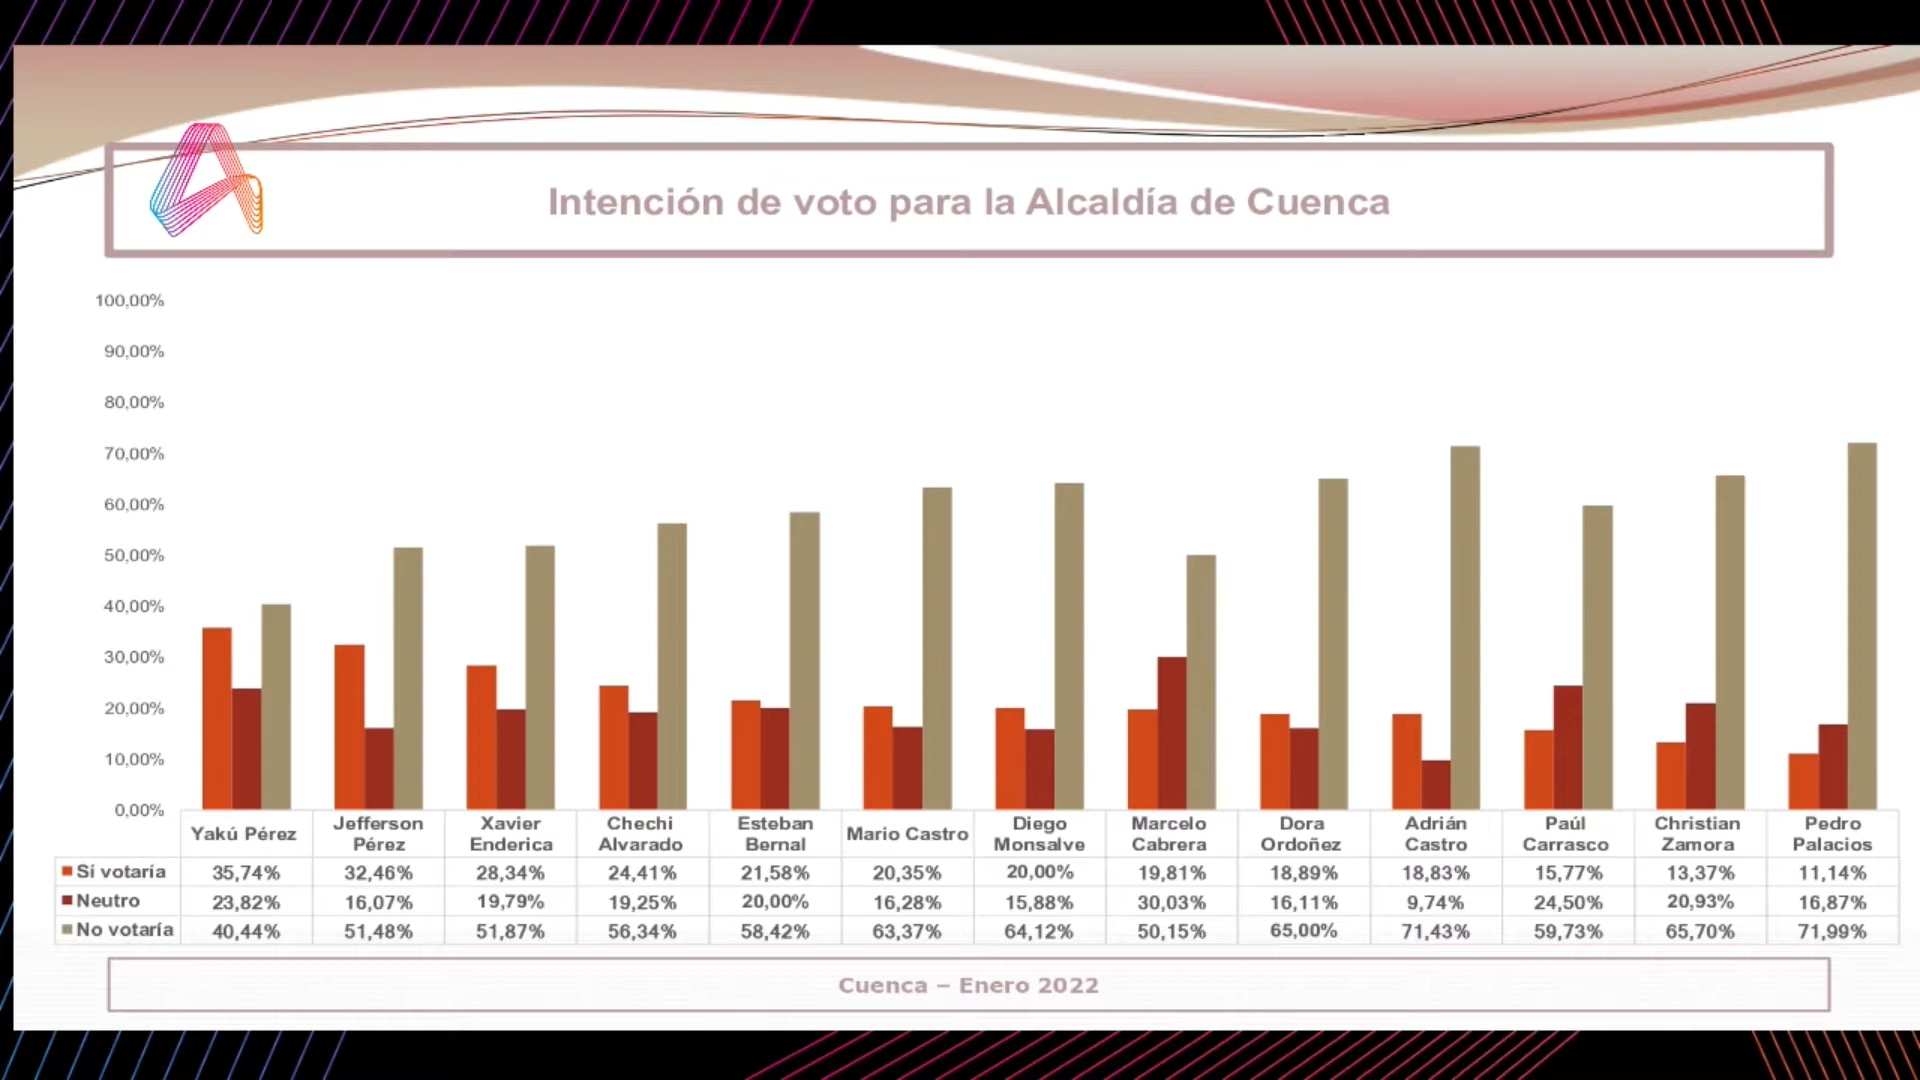 Intención de voto para la Alcaldía de Cuenca
100,00%
90,00%
80,00%
70,00%
60,00%
50,00%
40,00%
30,00%
20,00%
10,00%
0,00%
Yakú Pérez
Jefferson
Pérez
Xavier
Enderica
Chechi
Alvarado
Esteban
Bernal
Mario Castro
Diego
Monsalve
Marcelo
Cabrera
Dora
Ordoñez
Adrián
Castro
Paúl
Carrasco
Christian
Zamora
Pedro
Palacios
Sí votaría 35,74% 32,46% 28,34% 24,41% 21,58% 20,35% 20,00% 19,81% 18,89% 18,83% 15,77% 13,37% 11,14%
Neutro 23,82% 16,07% 19,79% 19,25% 20,00% 16,28% 15,88% 30,03% 16,11% 9,74% 24,50% 20,93% 16,87%
No votaría 40,44% 51,48% 51,87% 56,34% 58,42% 63,37% 64,12% 50,15% 65,00% 71,43% 59,73% 65,70% 71,99%
Cuenca – Enero 2022